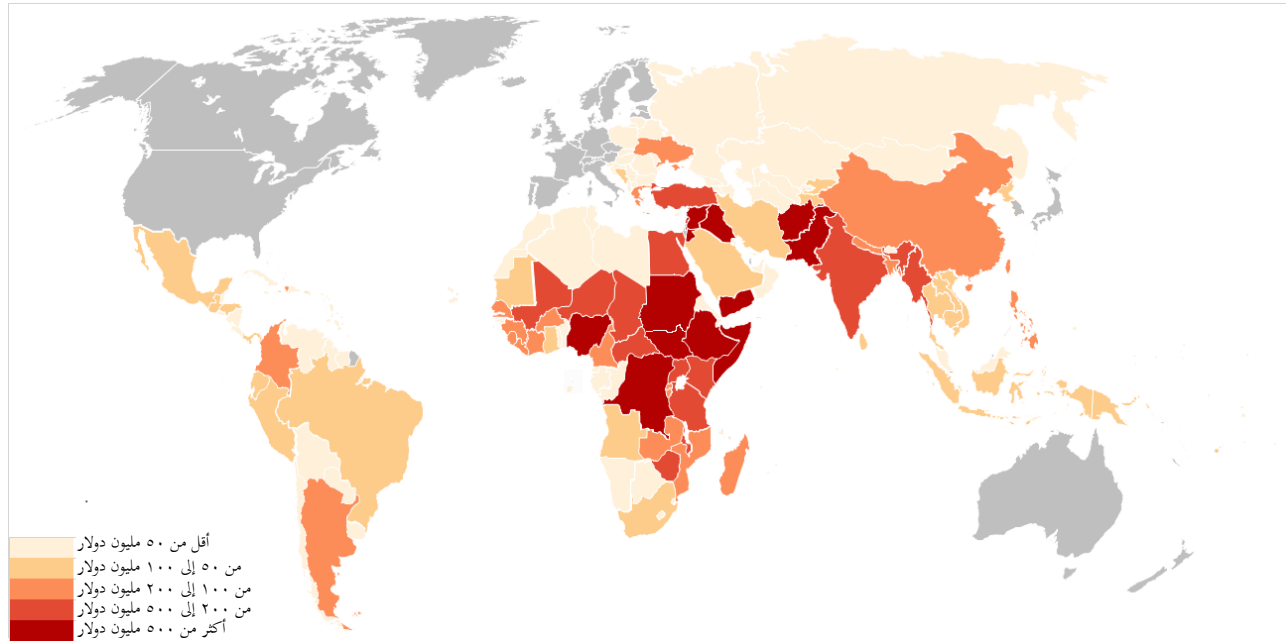 أقل من ٥٠ مليون دولار
من ٥٠ إلى ١٠٠ مليون دولار
من ١٠٠ إلى ٢٠٠ مليون دولار
من ٢٠٠ إلى ٥٠٠ مليون دولار
أكثر من ٥٠٠ مليون دولار